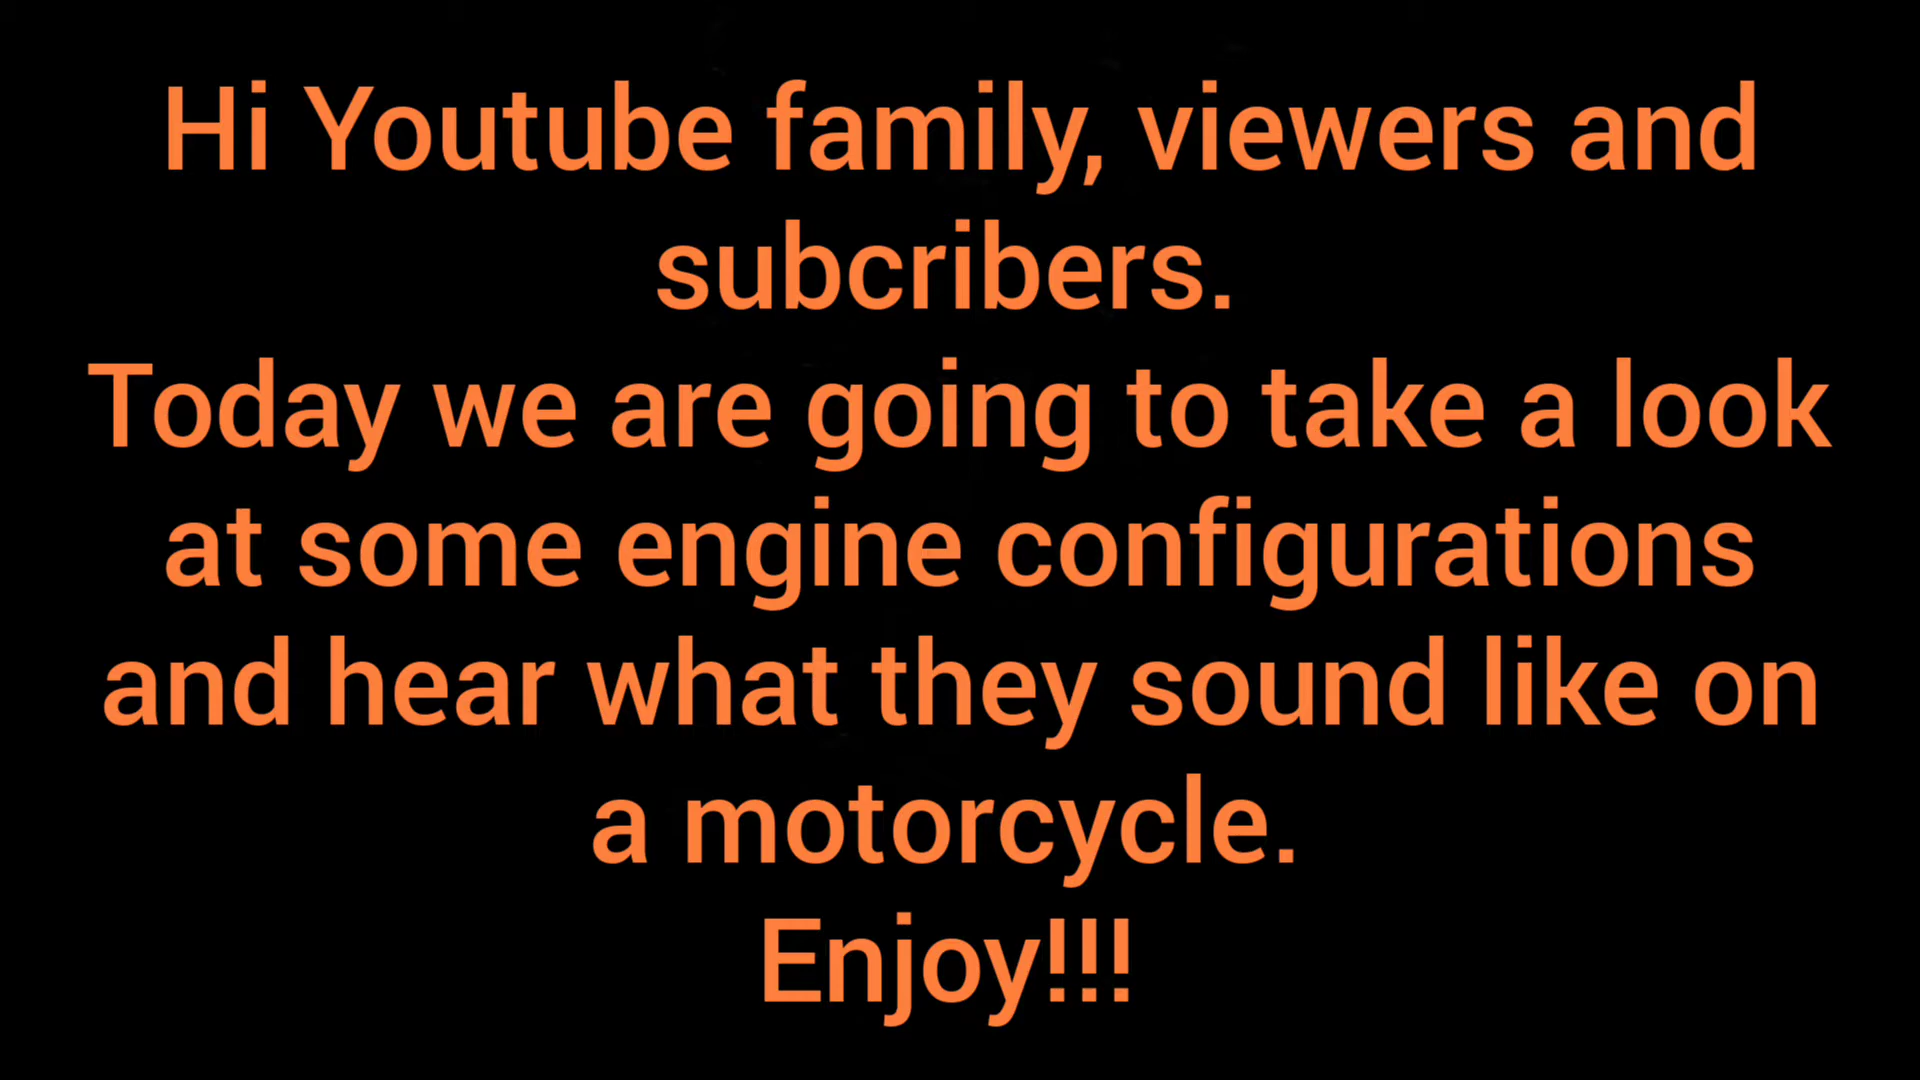 Hi Youtube family, viewers and
subcribers.
Today we are going to take a look
at some engine configurations
and hear what they sound like on
a motorcycle.
Enjoy!!!